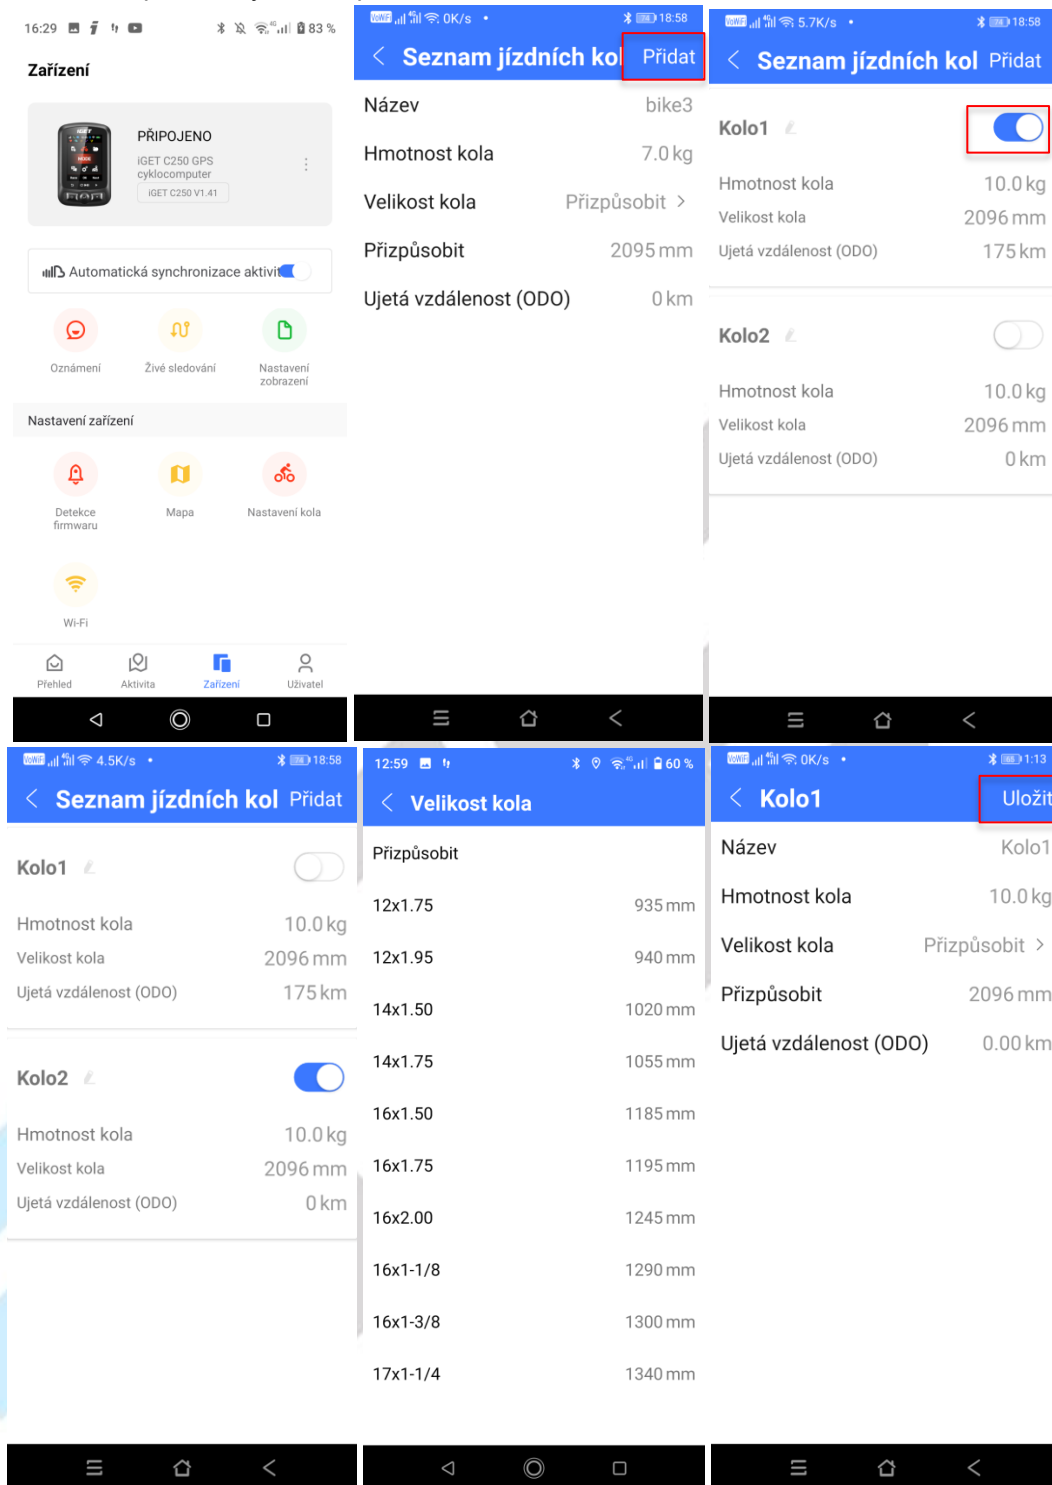 16:29
83 %
Zařízení
PŘIPOJENO
iGET C250 GPS
cyklocomputer
iGET C250 V1.41
Automatická synchronizace aktivit
Oznámení
Živé sledování
Nastavení
zobrazení
Nastavení zařízení
Detekce
firmwaru
Mapa
Nastavení kola
Wi-Fi
Přehled
Aktivita
Zařízení
Uživatel
VoWiFi 4G 0K/s 18:58
Seznam jízdních kol Přidat
Název bike3
Hmotnost kola 7.0 kg
Velikost kola Přizpůsobit >
Přizpůsobit 2095 mm
Ujetá vzdálenost (ODO) 0 km
VoWiFi 4G 5.7K/s 18:58
Seznam jízdních kol Přidat
Kolo1
Hmotnost kola 10.0 kg
Velikost kola 2096 mm
Ujetá vzdálenost (ODO) 175 km
Kolo2
Hmotnost kola 10.0 kg
Velikost kola 2096 mm
Ujetá vzdálenost (ODO) 0 km
VoWiFi 4G 4.5K/s 18:58
Seznam jízdních kol Přidat
Kolo1
Hmotnost kola 10.0 kg
Velikost kola 2096 mm
Ujetá vzdálenost (ODO) 175 km
Kolo2
Hmotnost kola 10.0 kg
Velikost kola 2096 mm
Ujetá vzdálenost (ODO) 0 km
12:59 4G 60 %
Velikost kola
Přizpůsobit
12x1.75 935 mm
12x1.95 940 mm
14x1.50 1020 mm
14x1.75 1055 mm
16x1.50 1185 mm
16x1.75 1195 mm
16x2.00 1245 mm
16x1-1/8 1290 mm
16x1-3/8 1300 mm
17x1-1/4 1340 mm
VoWiFi 4G 0K/s 1:13
Kolo1 Uložit
Název Kolo1
Hmotnost kola 10.0 kg
Velikost kola Přizpůsobit >
Přizpůsobit 2096 mm
Ujetá vzdálenost (ODO) 0.00 km